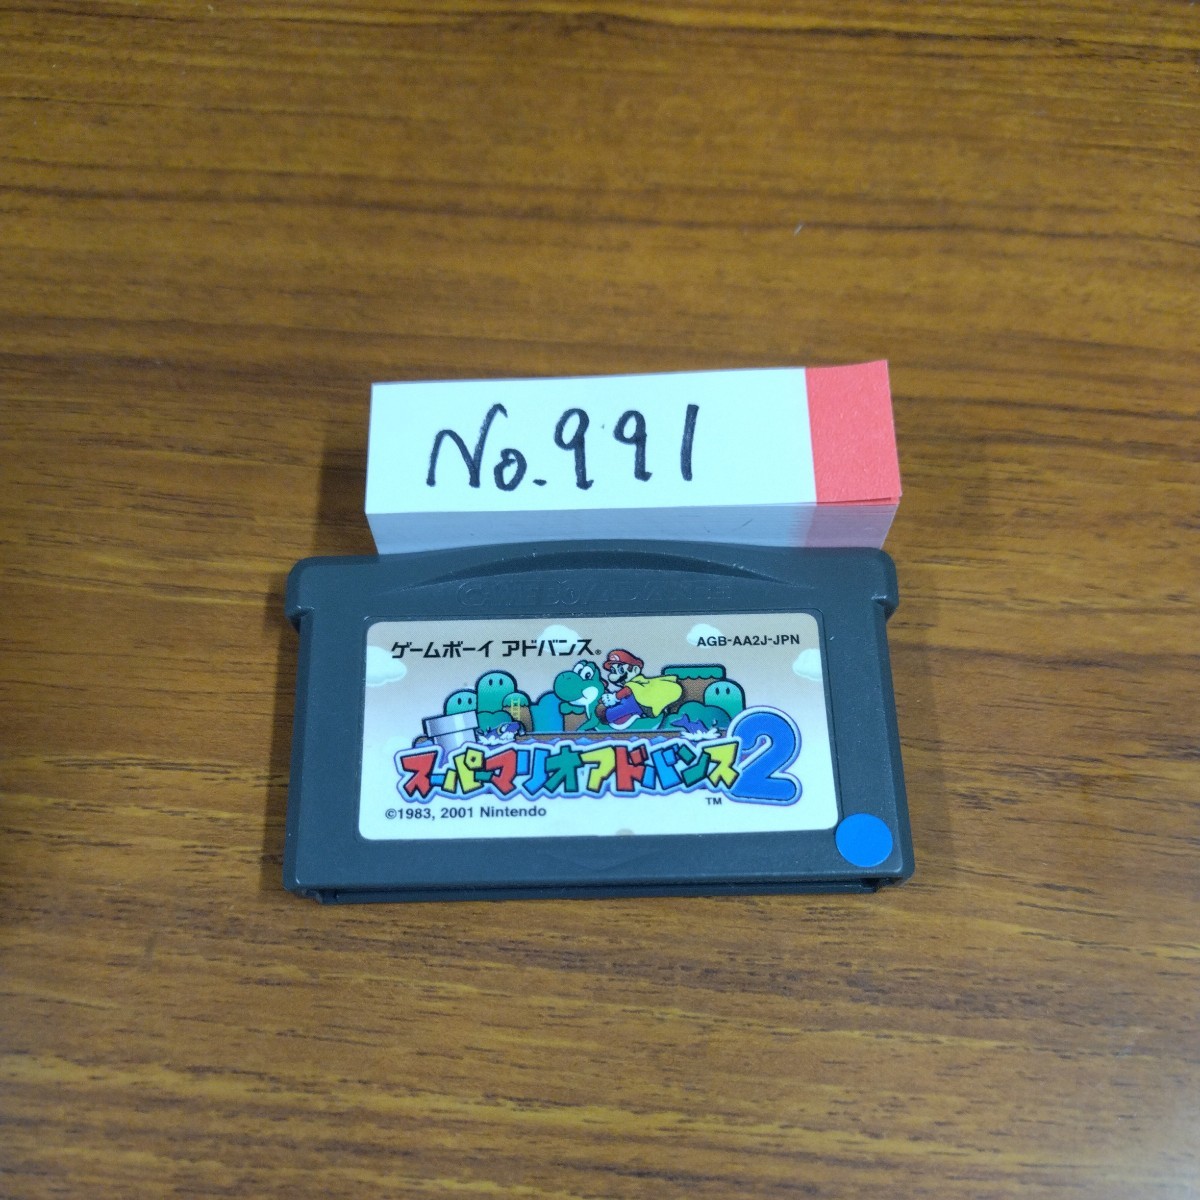 No.991
GAME BOY ADVANCE
ゲームボーイ アドバンス®
AGB-AA2J-JPN
スーパーマリオアドバンス2
TM
©1983, 2001 Nintendo